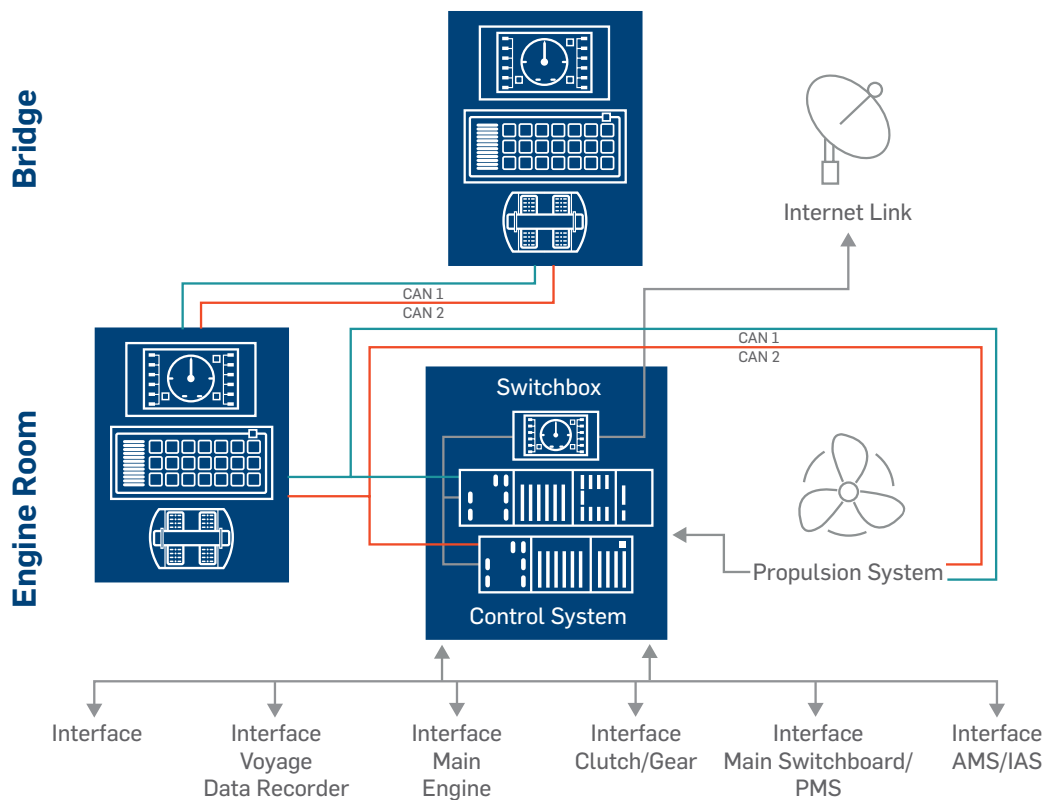 Bridge
Internet Link
CAN 1
CAN 2
CAN 1
CAN 2
Engine Room
Switchbox
Control System
Propulsion System
Interface
Interface
Voyage
Data Recorder
Interface
Main
Engine
Interface
Clutch/Gear
Interface
Main Switchboard/
PMS
Interface
AMS/IAS